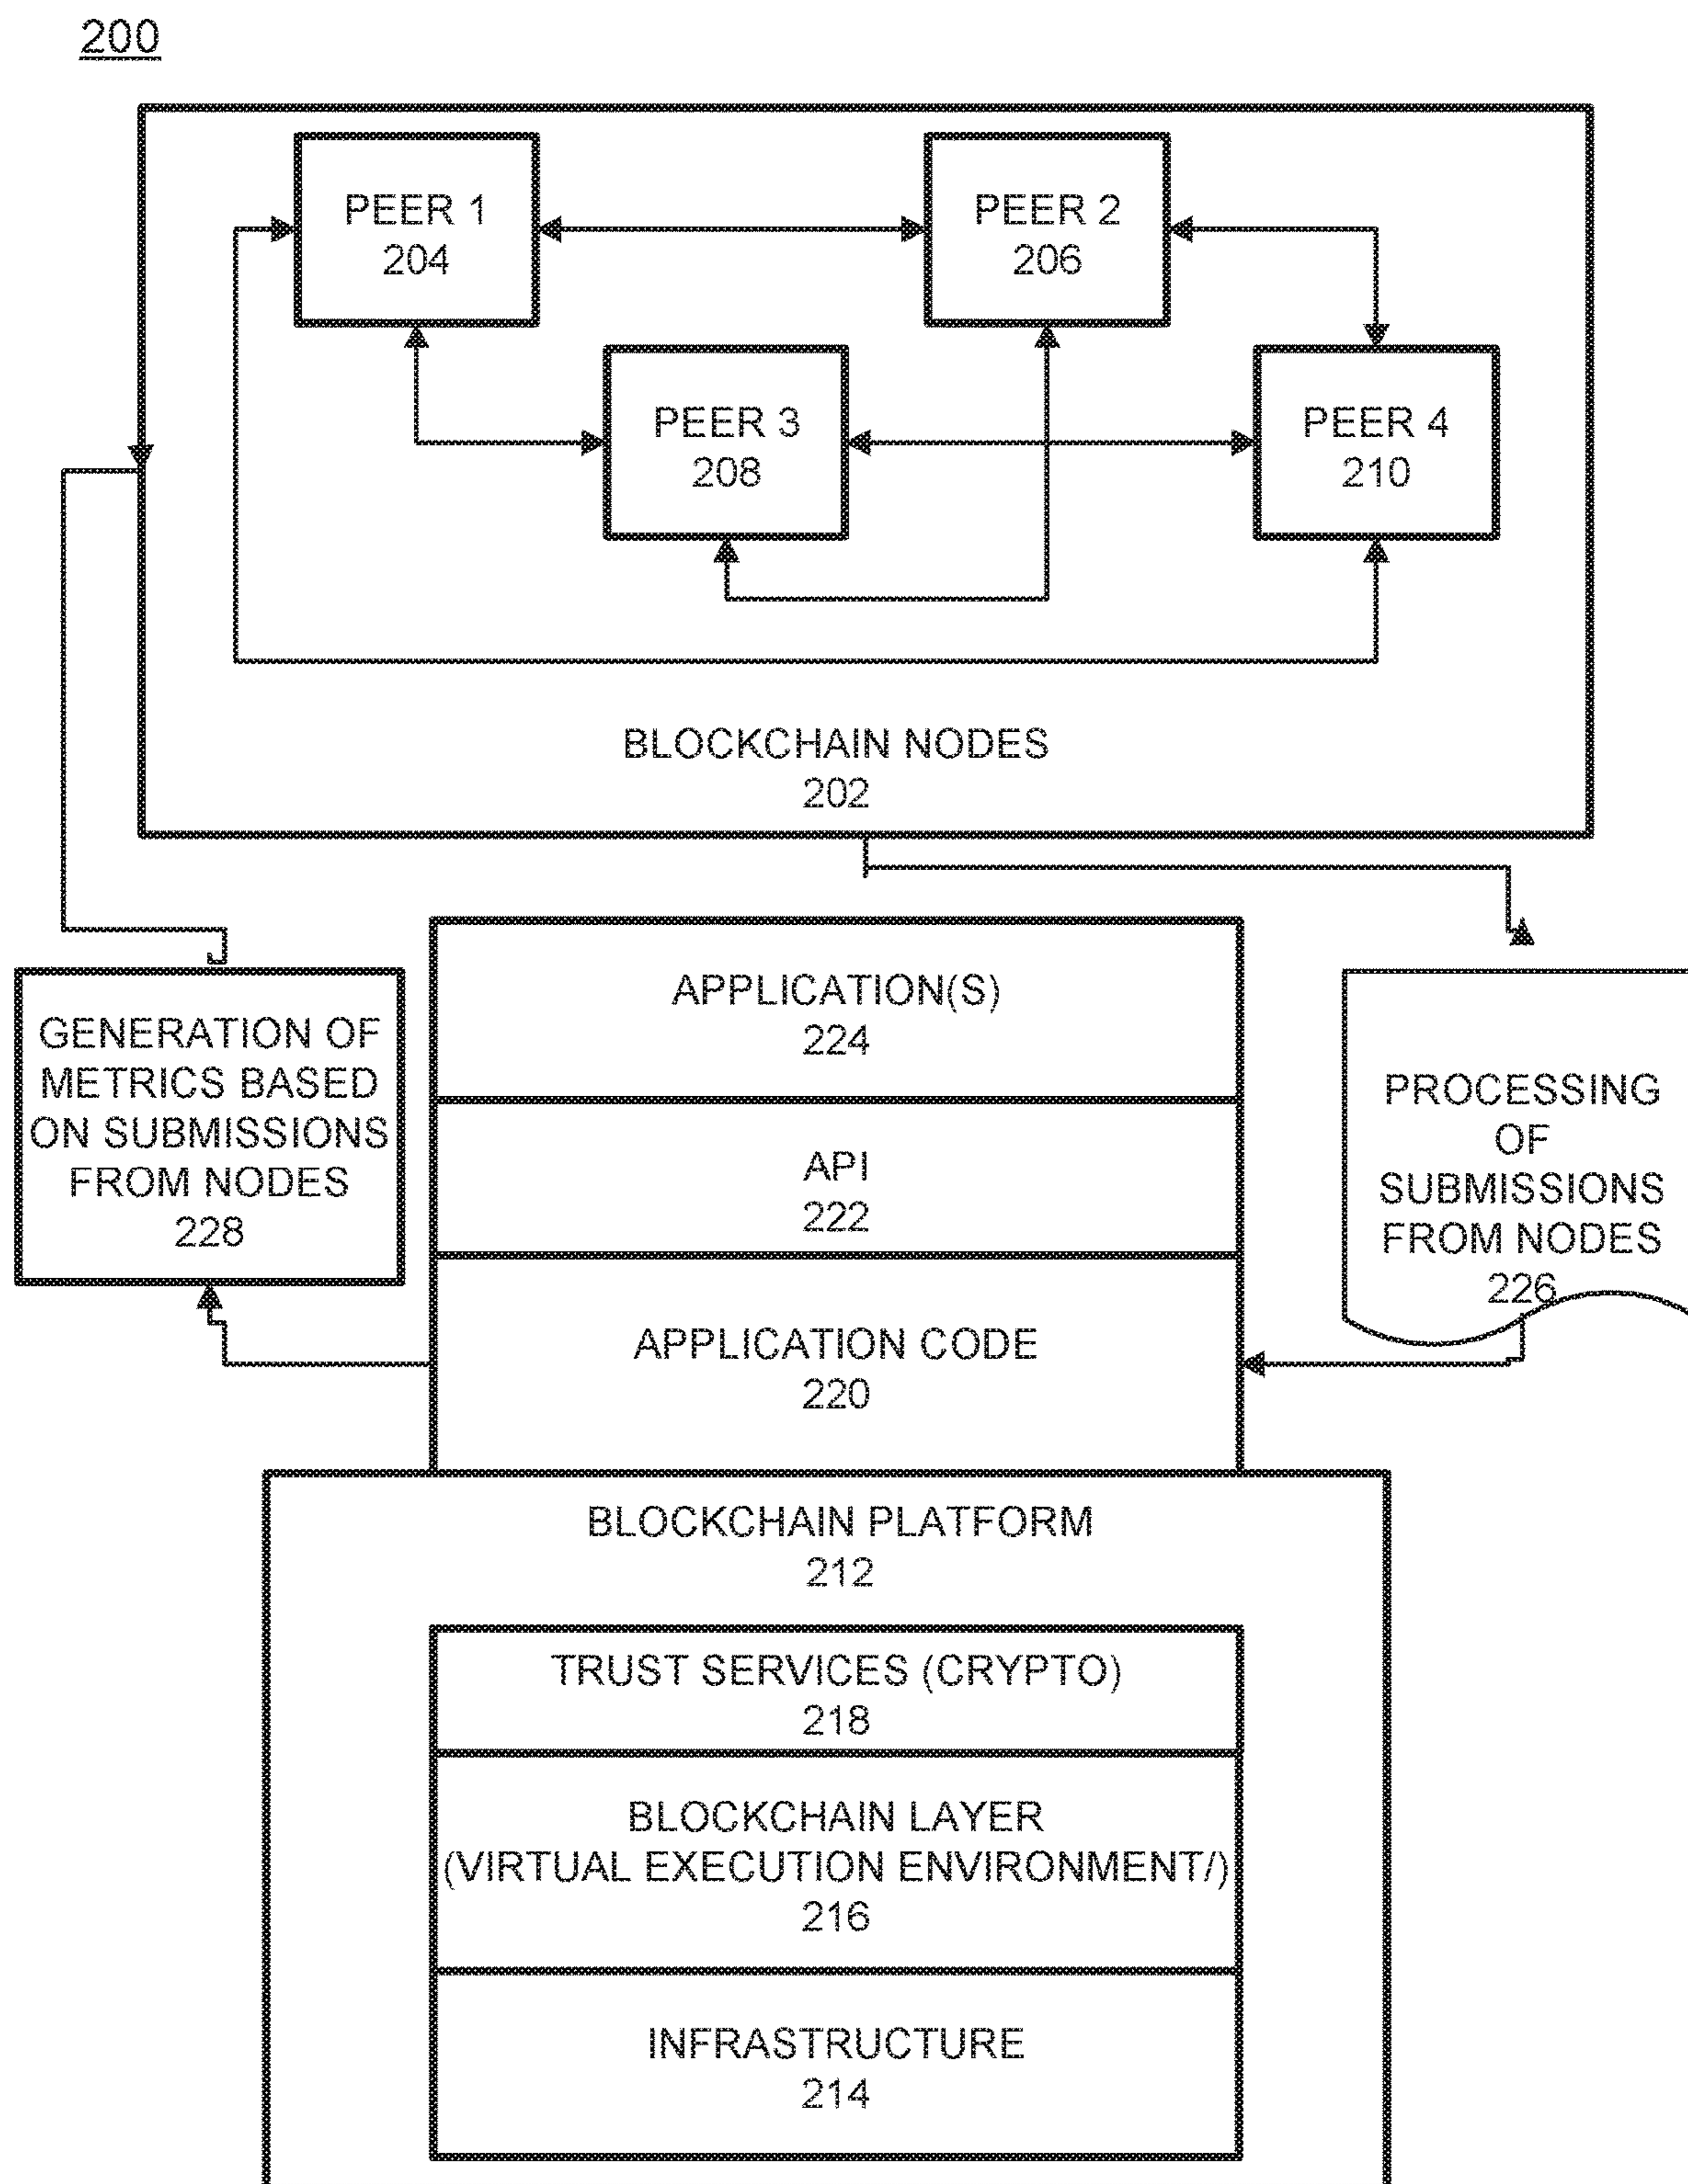 200
PEER 1
204
PEER 2
206
PEER 3
208
PEER 4
210
BLOCKCHAIN NODES
202
GENERATION OF
METRICS BASED
ON SUBMISSIONS
FROM NODES
228
APPLICATION(S)
224
API
222
APPLICATION CODE
220
PROCESSING
OF
SUBMISSIONS
FROM NODES
226
BLOCKCHAIN PLATFORM
212
TRUST SERVICES (CRYPTO)
218
BLOCKCHAIN LAYER
(VIRTUAL EXECUTION ENVIRONMENT/)
216
INFRASTRUCTURE
214